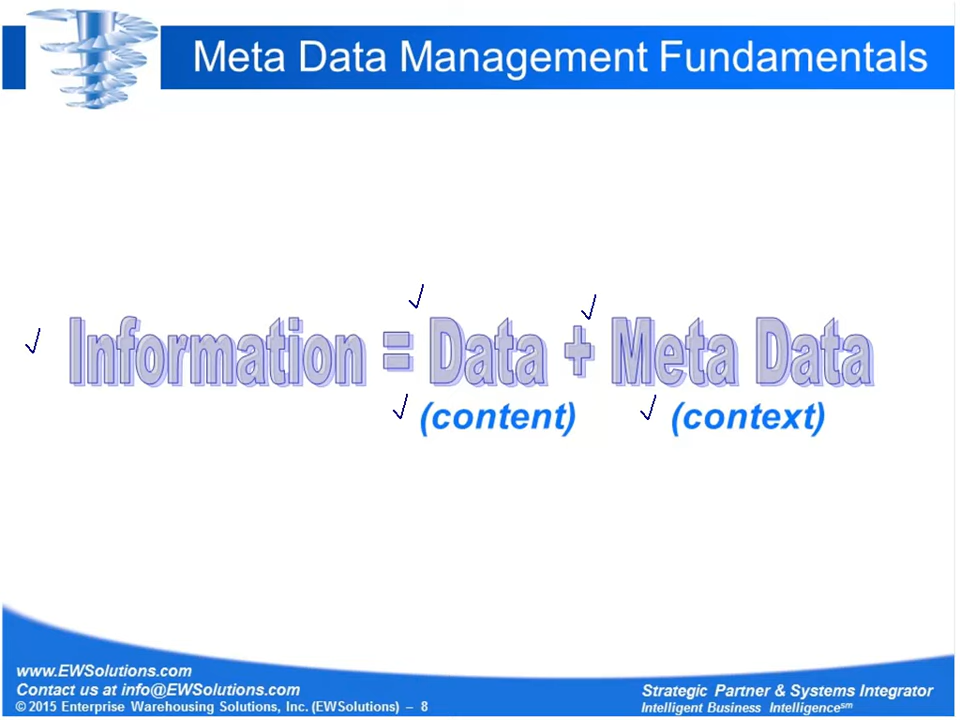 Meta Data Management Fundamentals
Information = Data + Meta Data
(content) (context)
www.EWSolutions.com
Contact us at info@EWSolutions.com
© 2015 Enterprise Warehousing Solutions, Inc. (EWSolutions) – 8
Strategic Partner & Systems Integrator
Intelligent Business Intelligence℠